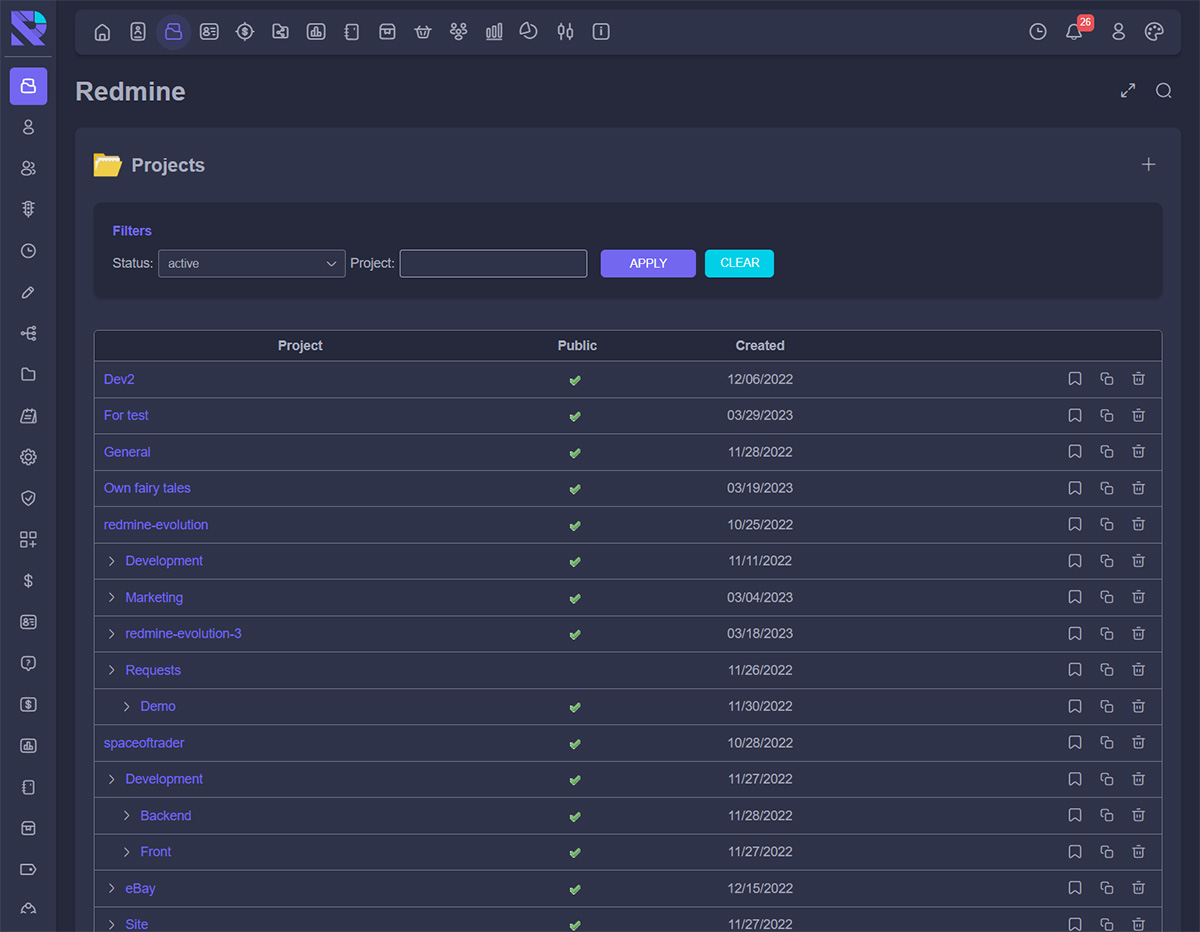 26
Redmine
Projects
Filters
Status: active Project: APPLY CLEAR
Project Public Created
Dev2 12/06/2022
For test 03/29/2023
General 11/28/2022
Own fairy tales 03/19/2023
redmine-evolution 10/25/2022
Development 11/11/2022
Marketing 03/04/2023
redmine-evolution-3 03/18/2023
Requests 11/26/2022
Demo 11/30/2022
spaceoftrader 10/28/2022
Development 11/27/2022
Backend 11/28/2022
Front 11/27/2022
eBay 12/15/2022
Site 11/27/2022